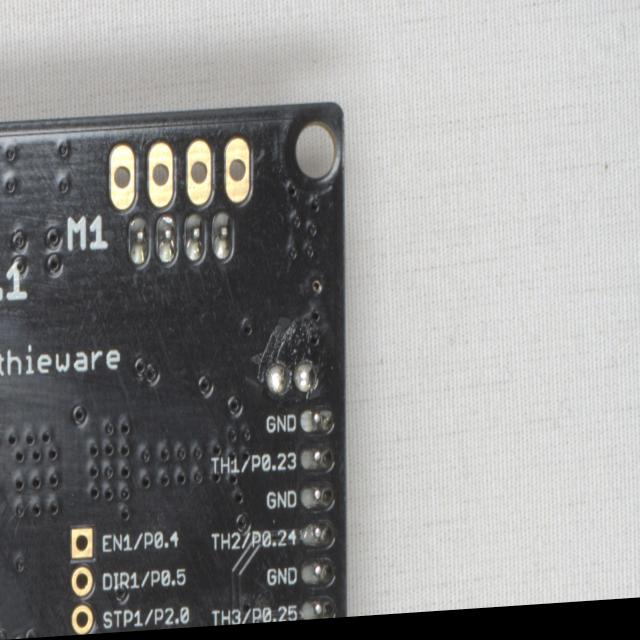 M1
.1
thieware
GND
TH1/P0.23
GND
EN1/P0.4
TH2/P0.24
DIR1/P0.5
GND
STP1/P2.0
TH3/P0.25